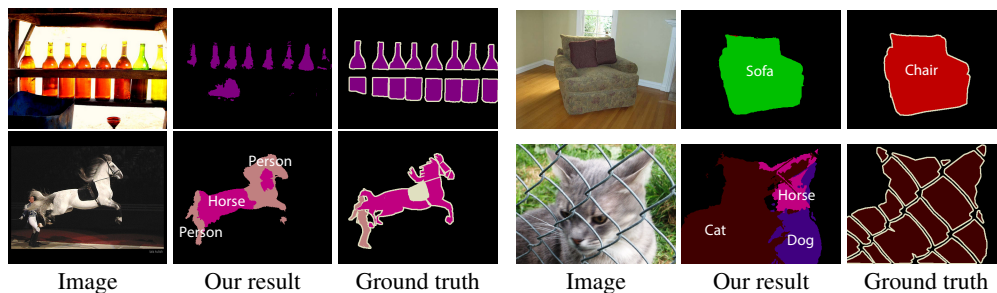 Sofa
Chair
Person
Horse
Person
Horse
Cat
Dog
Image
Our result
Ground truth
Image
Our result
Ground truth